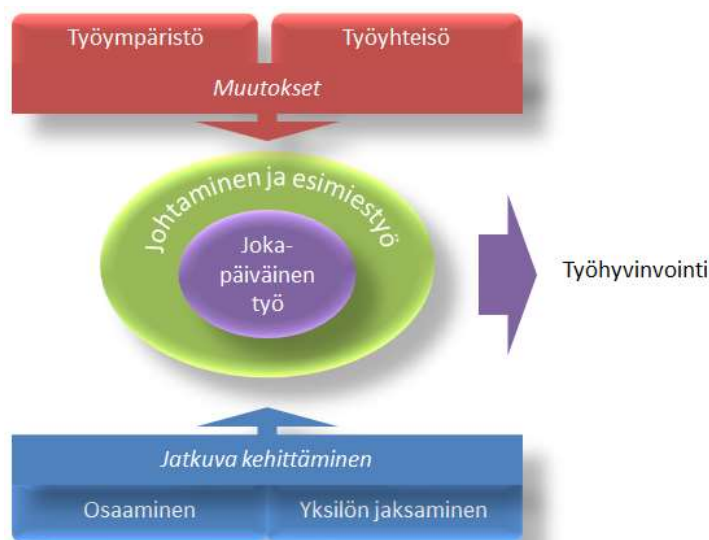 Työympäristö
Työyhteisö
Muutokset
Johtaminen ja esimiestyö
Joka-
päiväinen
työ
Työhyvinvointi
Jatkuva kehittäminen
Osaaminen
Yksilön jaksaminen